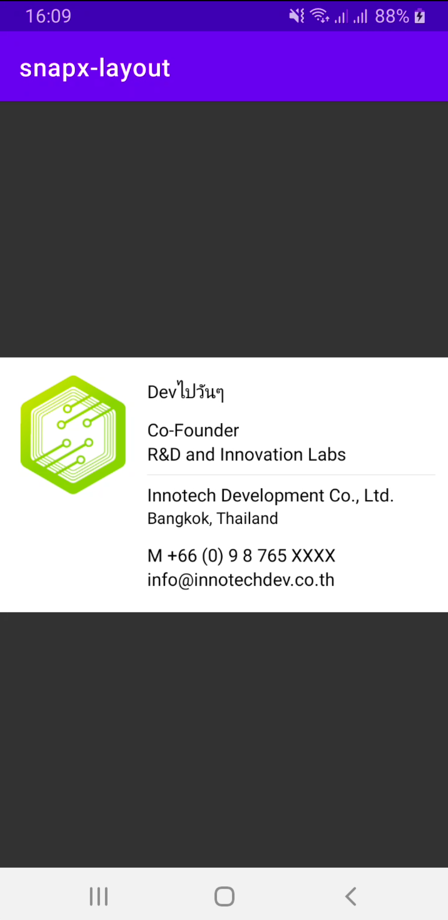 16:09
88%
snapx-layout
Devไปวันๆ
Co-Founder
R&D and Innovation Labs
Innotech Development Co., Ltd.
Bangkok, Thailand
M +66 (0) 9 8 765 XXXX
info@innotechdev.co.th